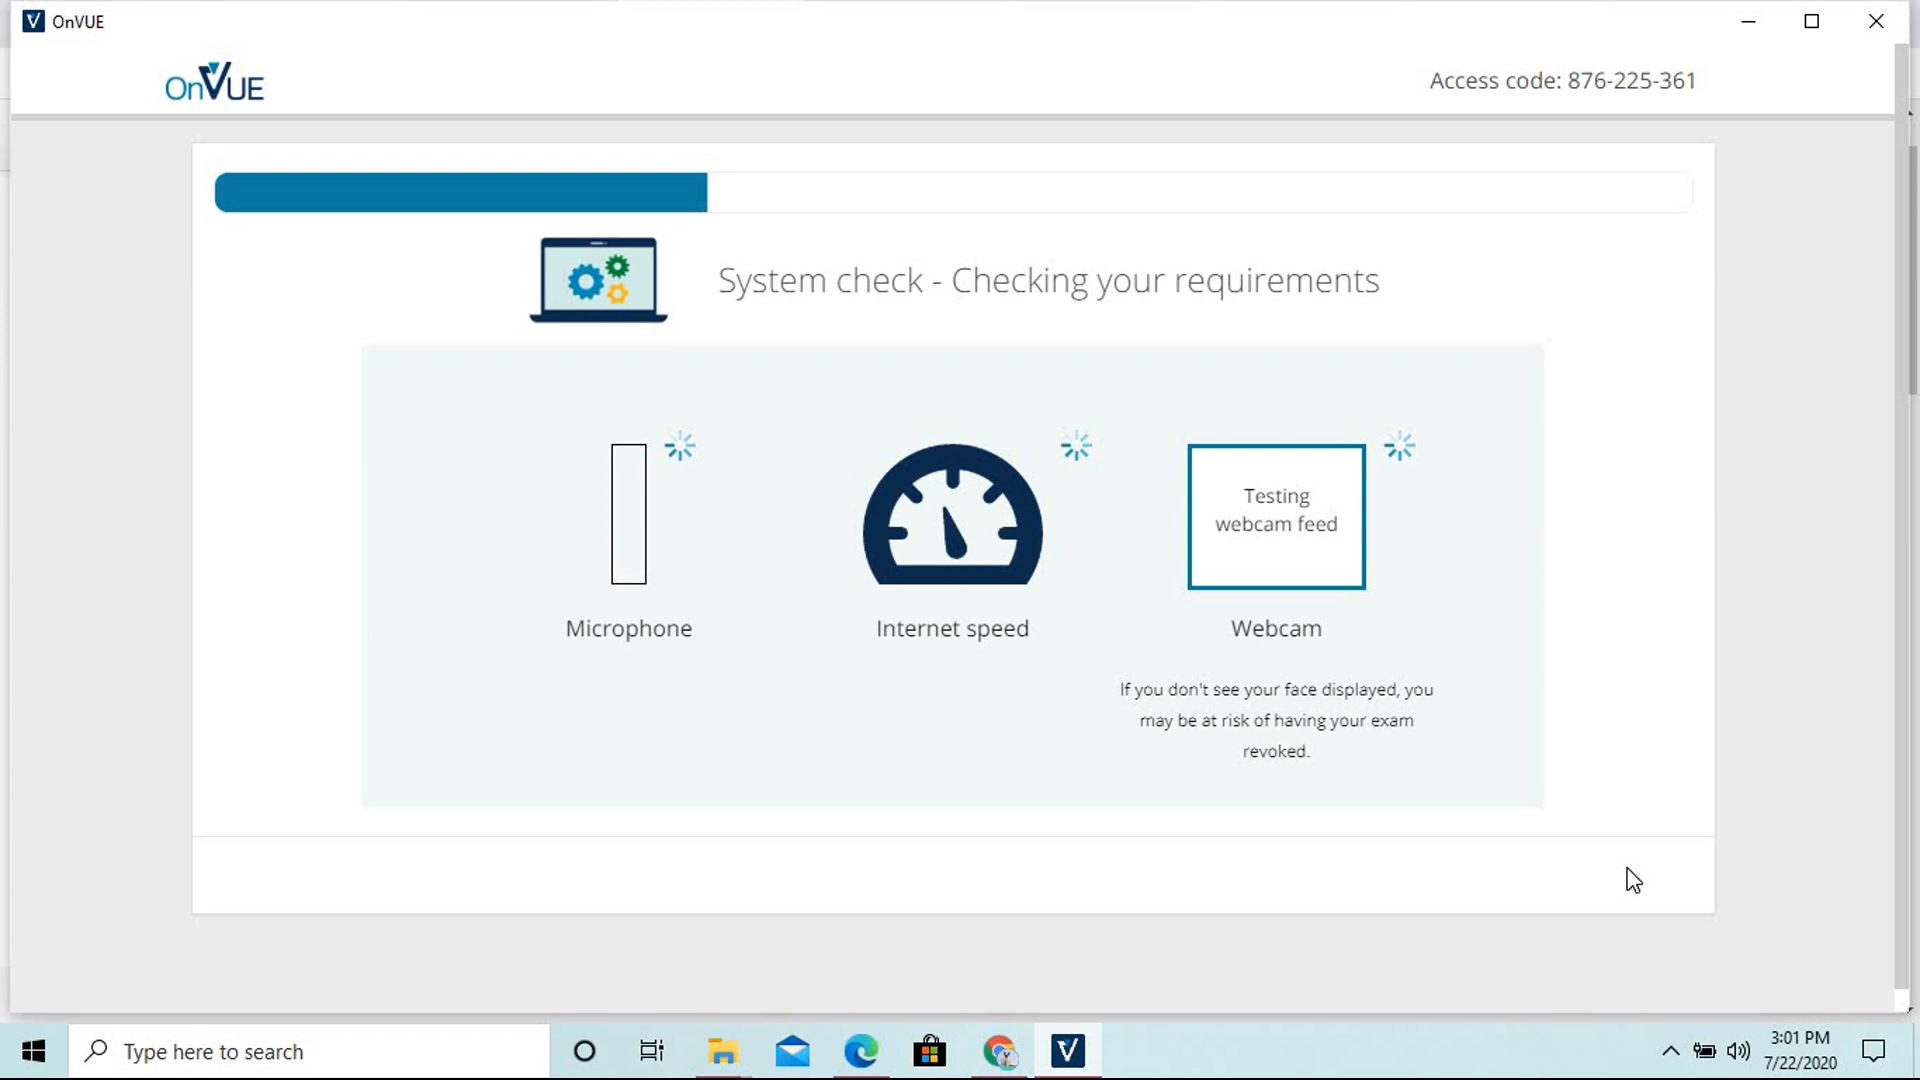 OnVUE
OnVUE
Access code: 876-225-361
System check - Checking your requirements
Testing
webcam feed
Microphone
Internet speed
Webcam
If you don't see your face displayed, you
may be at risk of having your exam
revoked.
Type here to search
3:01 PM
7/22/2020